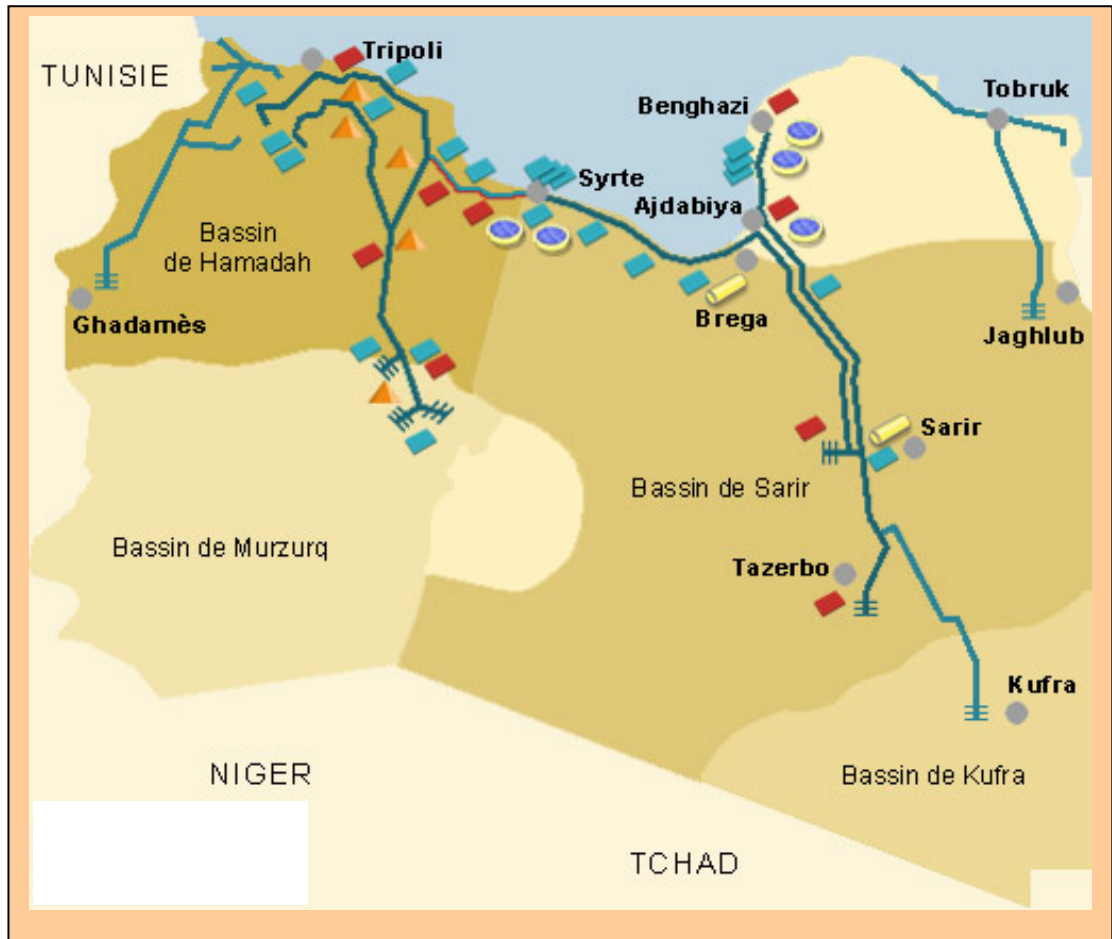 TUNISIE
Tripoli
Benghazi
Tobruk
Syrte
Ajdabiya
Bassin
de Hamadah
Ghadamès
Brega
Jaghlub
Sarir
Bassin de Sarir
Bassin de Murzurq
Tazerbo
Kufra
NIGER
Bassin de Kufra
TCHAD